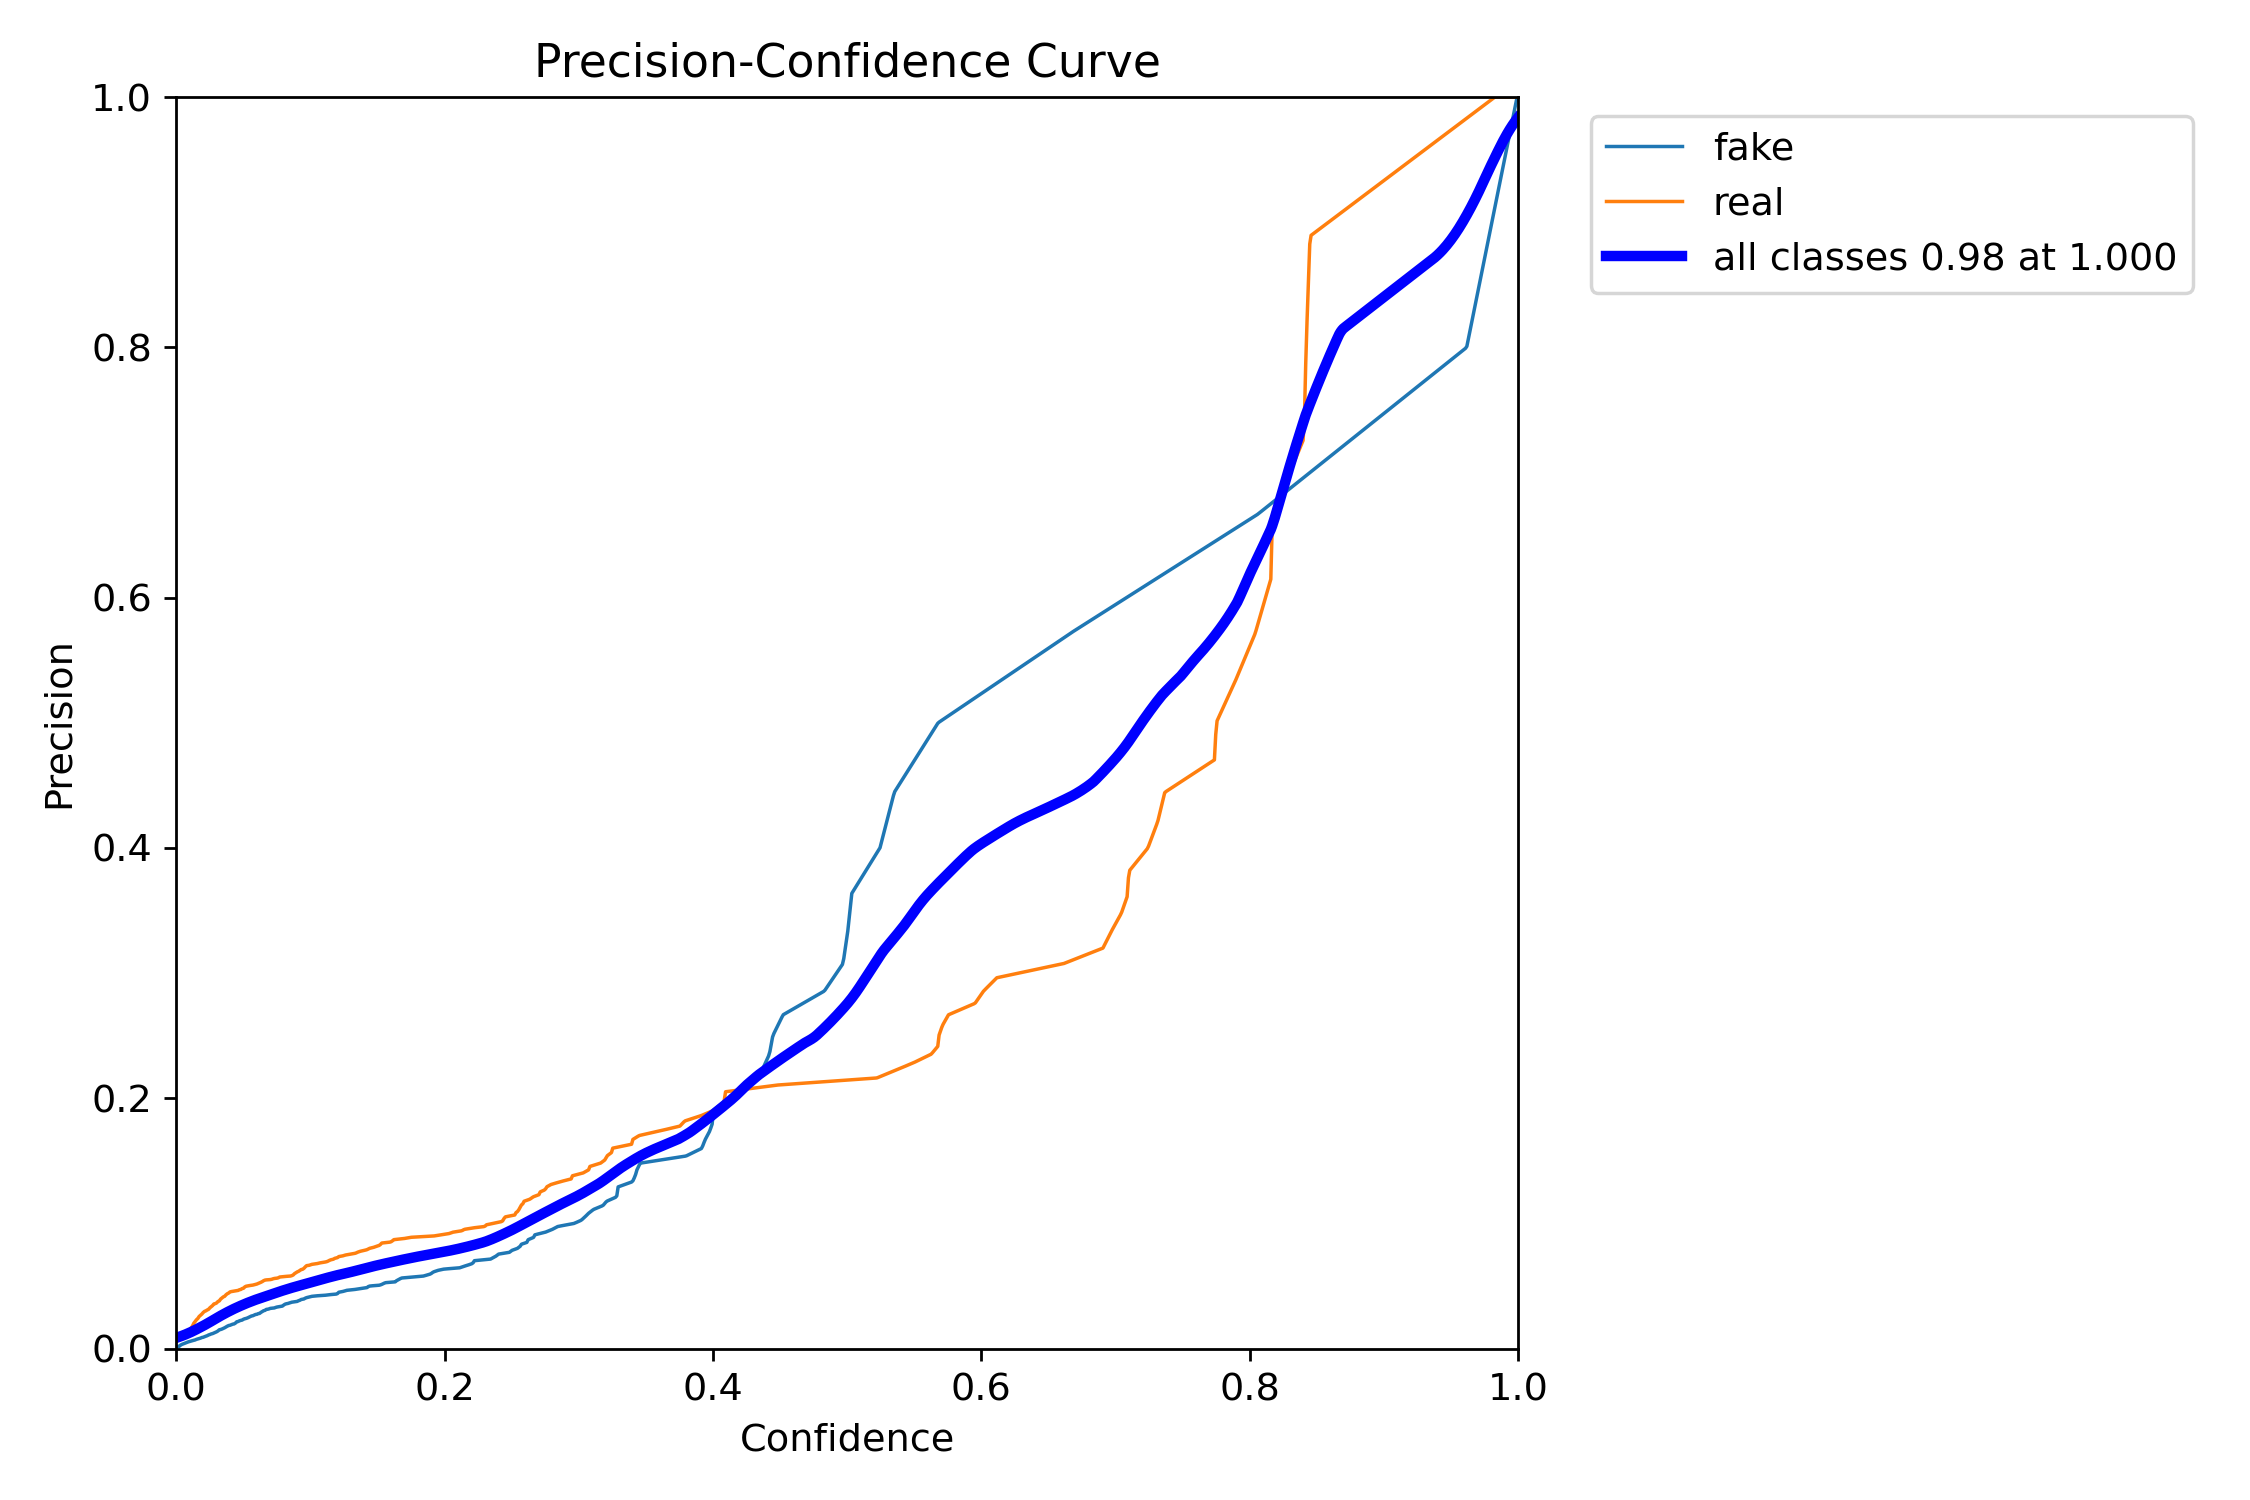 Precision-Confidence Curve
1.0
0.8
0.6
0.4
0.2
0.0
Precision
0.0 0.2 0.4 0.6 0.8 1.0
Confidence
fake
real
all classes 0.98 at 1.000